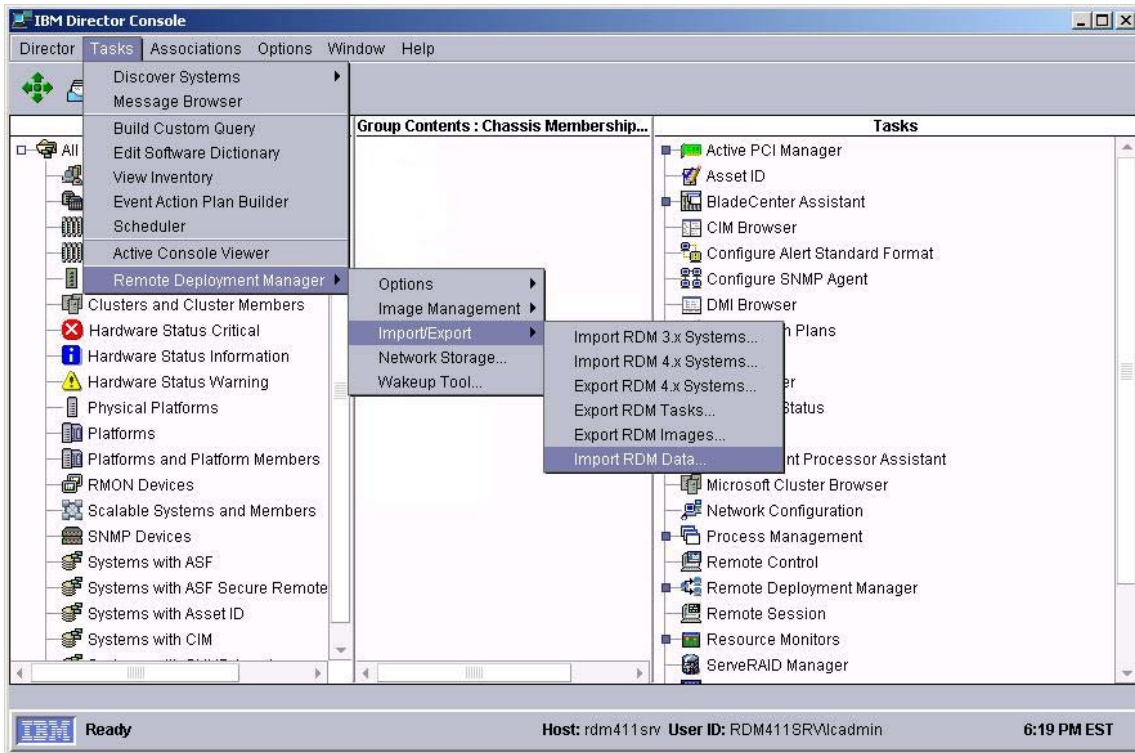 IBM Director Console
Director Tasks Associations Options Window Help
Discover Systems
Message Browser
Build Custom Query
Edit Software Dictionary
View Inventory
Event Action Plan Builder
Scheduler
Active Console Viewer
Remote Deployment Manager
Options
Image Management
Import/Export
Network Storage...
Wakeup Tool...
Import RDM 3.x Systems...
Import RDM 4.x Systems...
Export RDM 4.x Systems...
Export RDM Tasks...
Export RDM Images...
Import RDM Data...
All
Clusters and Cluster Members
Hardware Status Critical
Hardware Status Information
Hardware Status Warning
Physical Platforms
Platforms
Platforms and Platform Members
RMON Devices
Scalable Systems and Members
SNMP Devices
Systems with ASF
Systems with ASF Secure Remote
Systems with Asset ID
Systems with CIM
Group Contents : Chassis Membership...
Tasks
Active PCI Manager
Asset ID
BladeCenter Assistant
CIM Browser
Configure Alert Standard Format
Configure SNMP Agent
DMI Browser
Plans
Status
Processor Assistant
Microsoft Cluster Browser
Network Configuration
Process Management
Remote Control
Remote Deployment Manager
Remote Session
Resource Monitors
ServeRAID Manager
IBM Ready Host: rdm411srv User ID: RDM411SRV\lcadmin 6:19 PM EST